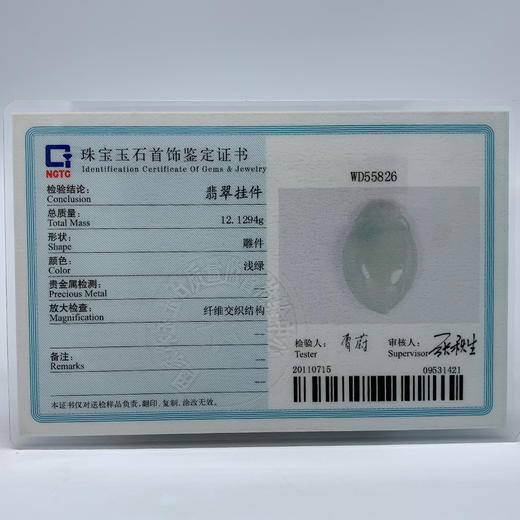 NGTC
珠宝玉石首饰鉴定证书
Identification Certificate Of Gems & Jewelry
检验结论: 翡翠挂件
Conclusion
总质量: 12.1294g
Total Mass
形状: 雕件
Shape
颜色: 浅绿
Color
贵金属检测: —
Precious Metal
放大检查: 纤维交织结构
Magnification
—
备注: —
Remarks
—
本证书仅对送检样品负责,翻印、复制、涂改无效。
WD55826
检验人: 审核人:
Tester Supervisor
20110715 09531421